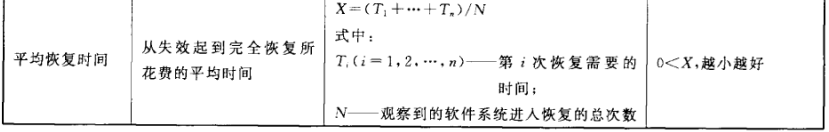 X=(T₁+…+Tₙ)/N
式中：
平均恢复时间
从失效起到完全恢复所
花费的平均时间
Tᵢ(i=1,2,…,n)——第 i 次恢复需要的
时间；
N——观察到的软件系统进入恢复的总次数
0<X,越小越好